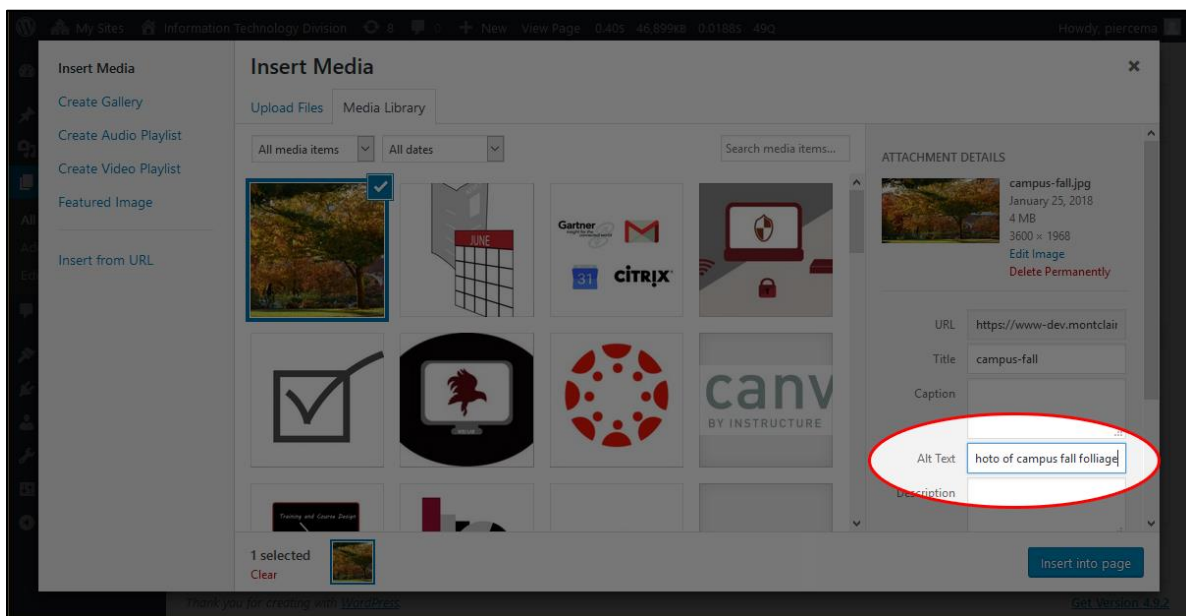 My Sites Information Technology Division 8 0 New View Page 0.40s 46,899KB 0.0188s 49Q Howdy, piercema
Insert Media
Create Gallery
Create Audio Playlist
Create Video Playlist
Featured Image
Insert from URL
Insert Media
Upload Files Media Library
All media items All dates Search media items...
JUNE
Gartner
31 CITRIX
canv
BY INSTRUCTURE
Training and Course Design
ATTACHMENT DETAILS
campus-fall.jpg
January 25, 2018
4 MB
3600 × 1968
Edit Image
Delete Permanently
URL https://www-dev.montclair
Title campus-fall
Caption
Alt Text hoto of campus fall folliage
Description
1 selected
Clear
Insert into page
Thank you for creating with WordPress. Get Version 4.9.2